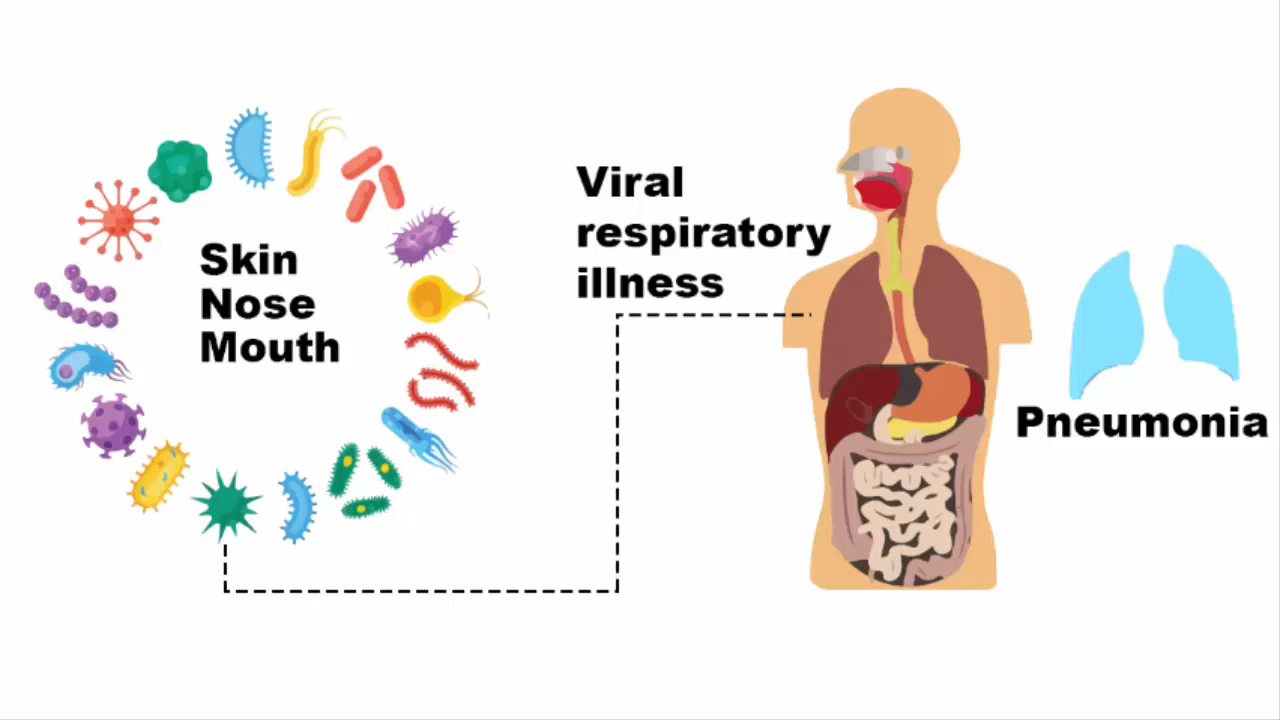 Skin
Nose
Mouth
Viral
respiratory
illness
Pneumonia